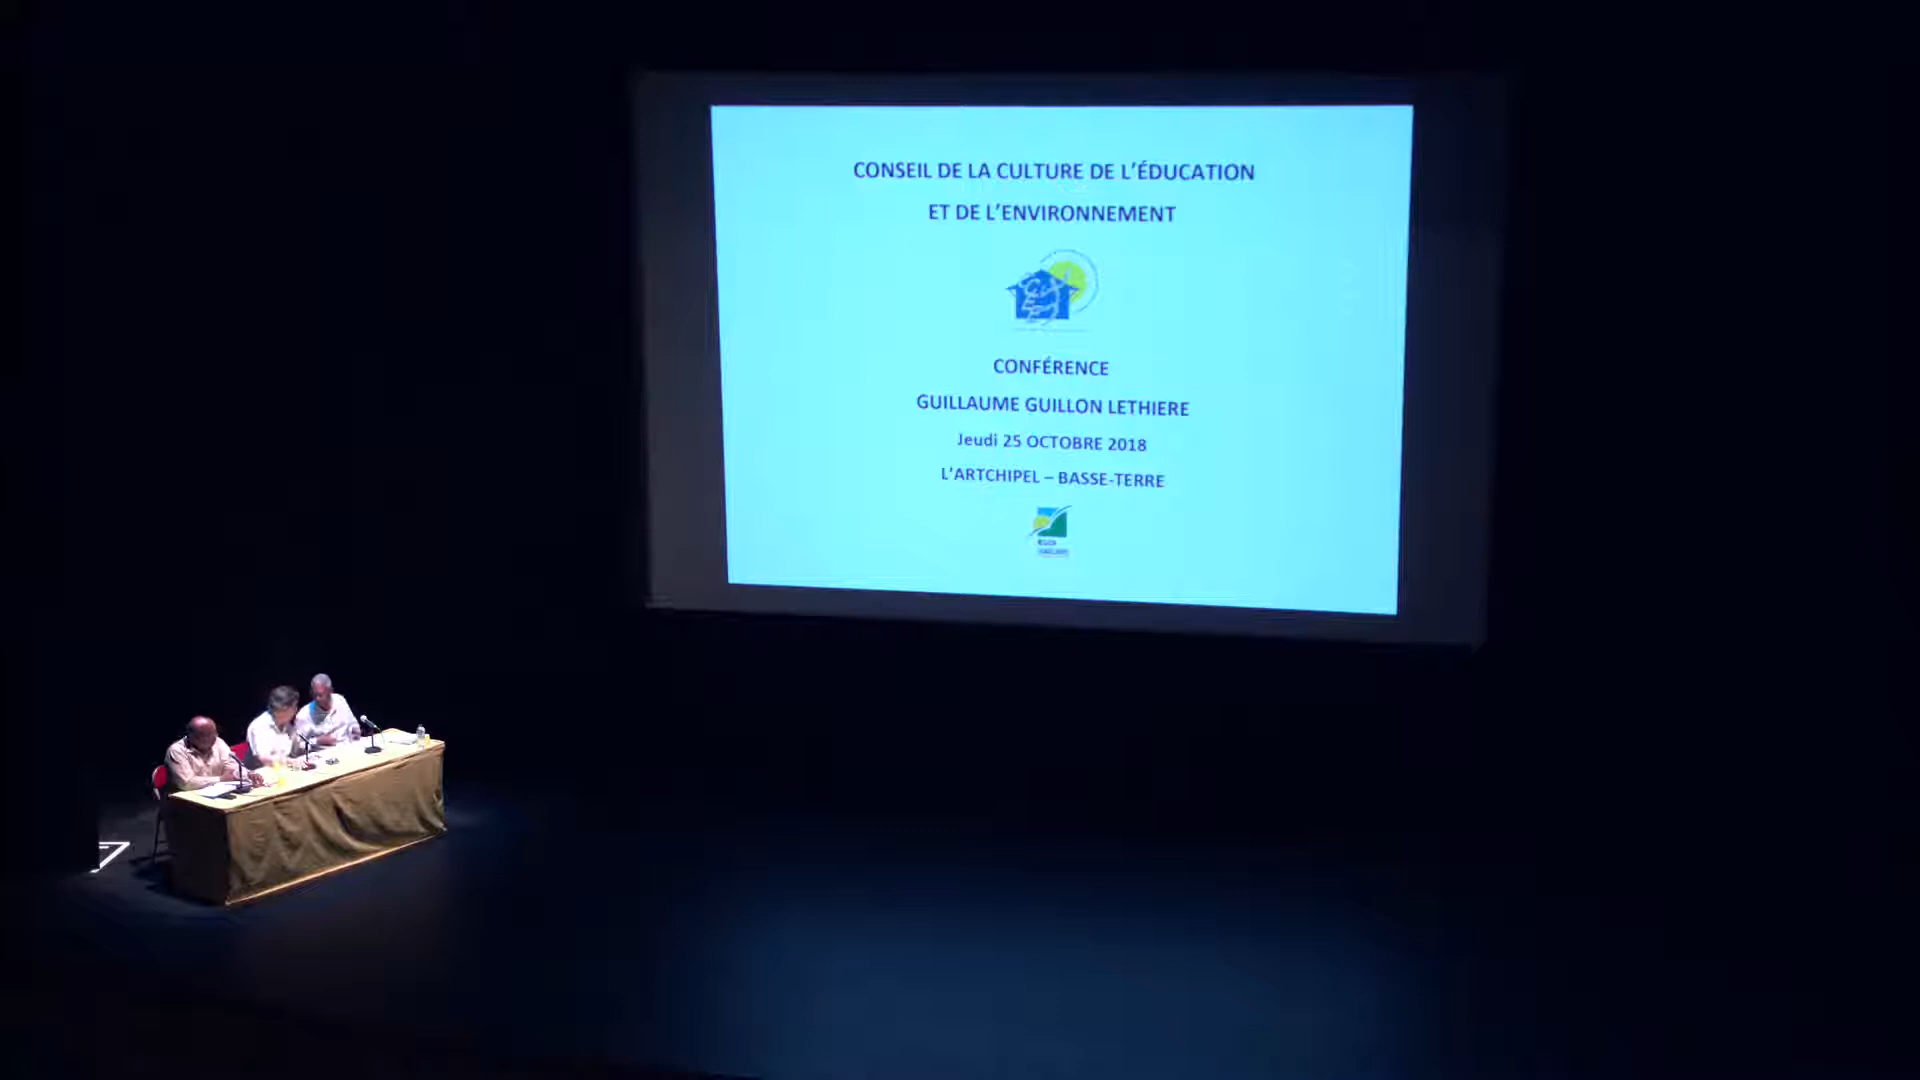 CONSEIL DE LA CULTURE DE L'ÉDUCATION
ET DE L'ENVIRONNEMENT
CONFÉRENCE
GUILLAUME GUILLON LETHIERE
Jeudi 25 OCTOBRE 2018
L'ARTCHIPEL – BASSE-TERRE